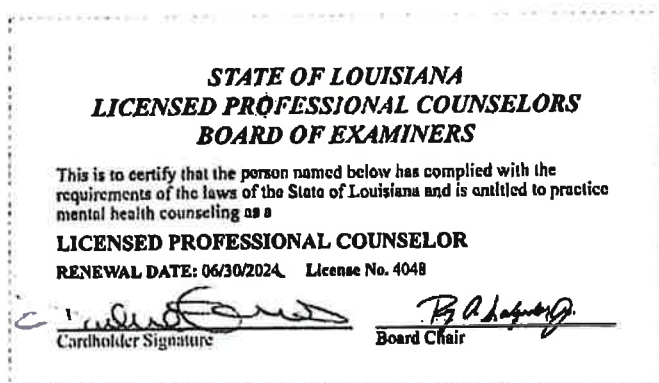 STATE OF LOUISIANA
LICENSED PROFESSIONAL COUNSELORS
BOARD OF EXAMINERS
This is to certify that the person named below has complied with the
requirements of the laws of the State of Louisiana and is entitled to practice
mental health counseling as a
LICENSED PROFESSIONAL COUNSELOR
RENEWAL DATE: 06/30/2024 License No. 4048
Cardholder Signature Board Chair